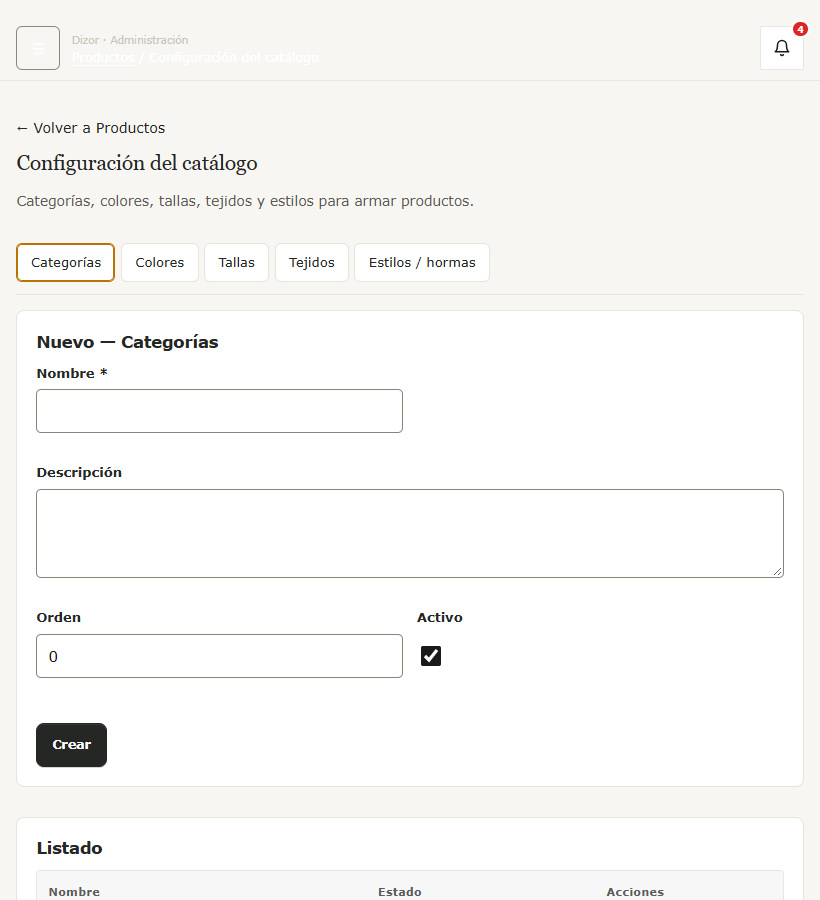 Dizor · Administración
Productos / Configuración del catálogo
4
← Volver a Productos
Configuración del catálogo
Categorías, colores, tallas, tejidos y estilos para armar productos.
Categorías Colores Tallas Tejidos Estilos / hormas
Nuevo — Categorías
Nombre *
Descripción
Orden Activo
0
Crear
Listado
Nombre Estado Acciones